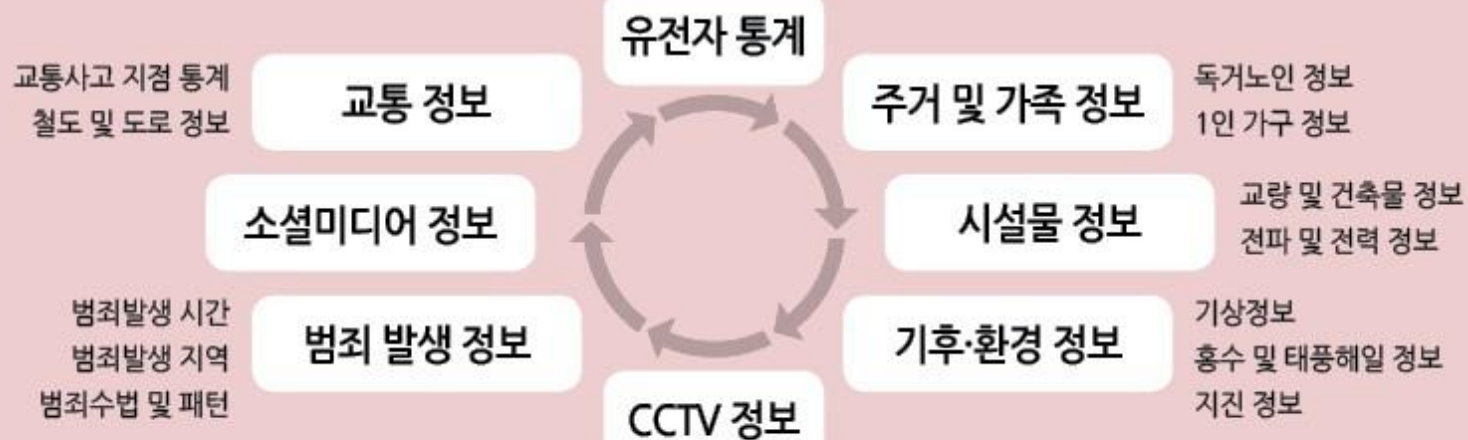 유전자 통계
교통사고 지점 통계
철도 및 도로 정보
교통 정보
주거 및 가족 정보
독거노인 정보
1인 가구 정보
소셜미디어 정보
시설물 정보
교량 및 건축물 정보
전파 및 전력 정보
범죄발생 시간
범죄발생 지역
범죄수법 및 패턴
범죄 발생 정보
기후·환경 정보
기상정보
홍수 및 태풍해일 정보
지진 정보
CCTV 정보